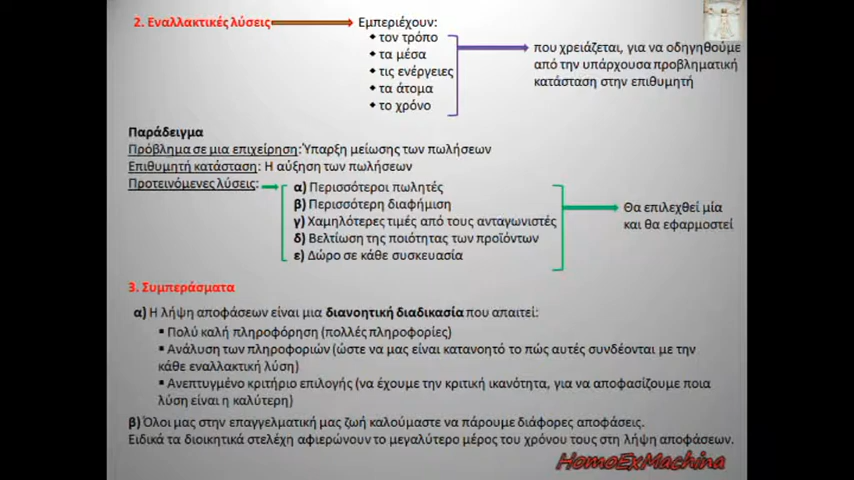 2. Εναλλακτικές λύσεις
Εμπεριέχουν:
τον τρόπο
τα μέσα
τις ενέργειες
τα άτομα
το χρόνο
που χρειάζεται, για να οδηγηθούμε
από την υπάρχουσα προβληματική
κατάσταση στην επιθυμητή
Παράδειγμα
Πρόβλημα σε μια επιχείρηση: Ύπαρξη μείωσης των πωλήσεων
Επιθυμητή κατάσταση: Η αύξηση των πωλήσεων
Προτεινόμενες λύσεις:
α) Περισσότεροι πωλητές
β) Περισσότερη διαφήμιση
γ) Χαμηλότερες τιμές από τους ανταγωνιστές
δ) Βελτίωση της ποιότητας των προϊόντων
ε) Δώρο σε κάθε συσκευασία
Θα επιλεχθεί μία
και θα εφαρμοστεί
3. Συμπεράσματα
α) Η λήψη αποφάσεων είναι μια διανοητική διαδικασία που απαιτεί:
Πολύ καλή πληροφόρηση (πολλές πληροφορίες)
Ανάλυση των πληροφοριών (ώστε να μας είναι κατανοητό το πώς αυτές συνδέονται με την
κάθε εναλλακτική λύση)
Ανεπτυγμένο κριτήριο επιλογής (να έχουμε την κριτική ικανότητα, για να αποφασίζουμε ποια
λύση είναι η καλύτερη)
β) Όλοι μας στην επαγγελματική μας ζωή καλούμαστε να πάρουμε διάφορες αποφάσεις.
Ειδικά τα διοικητικά στελέχη αφιερώνουν το μεγαλύτερο μέρος του χρόνου τους στη λήψη αποφάσεων.
HomoExMachina